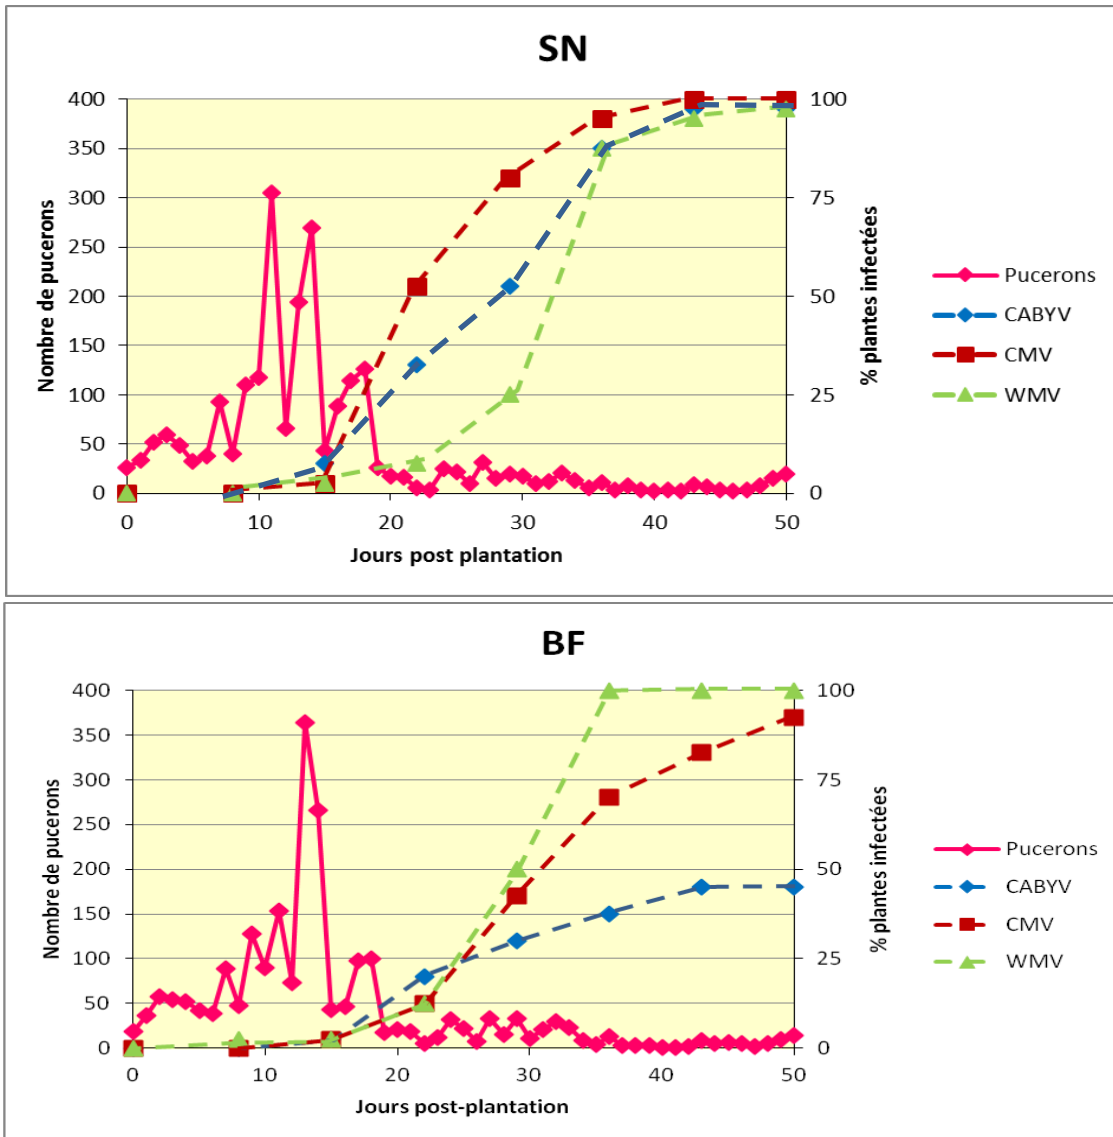 SN
400
350
300
250
200
150
100
50
0
Nombre de pucerons
100
75
50
25
0
% plantes infectées
0 10 20 30 40 50
Jours post plantation
Pucerons
CABYV
CMV
WMV
BF
400
350
300
250
200
150
100
50
0
Nombre de pucerons
100
75
50
25
0
% plantes infectées
0 10 20 30 40 50
Jours post-plantation
Pucerons
CABYV
CMV
WMV